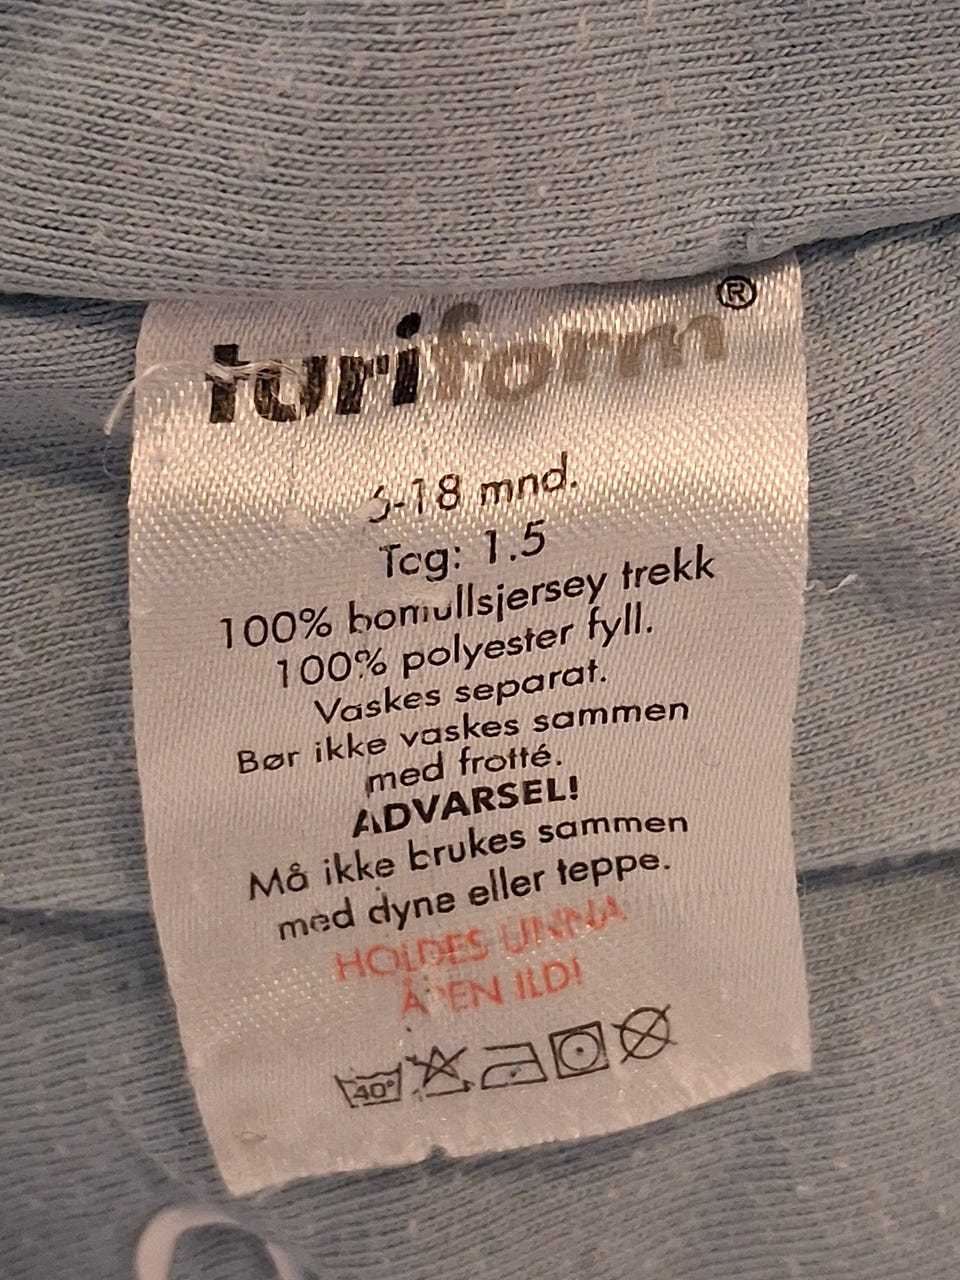 turiform®
6-18 mnd.
Tog: 1.5
100% bomullsjersey trekk
100% polyester fyll.
Vaskes separat.
Bør ikke vaskes sammen
med frotté.
ADVARSEL!
Må ikke brukes sammen
med dyne eller teppe.
HOLDES UNNA
ÅPEN ILD!
40°